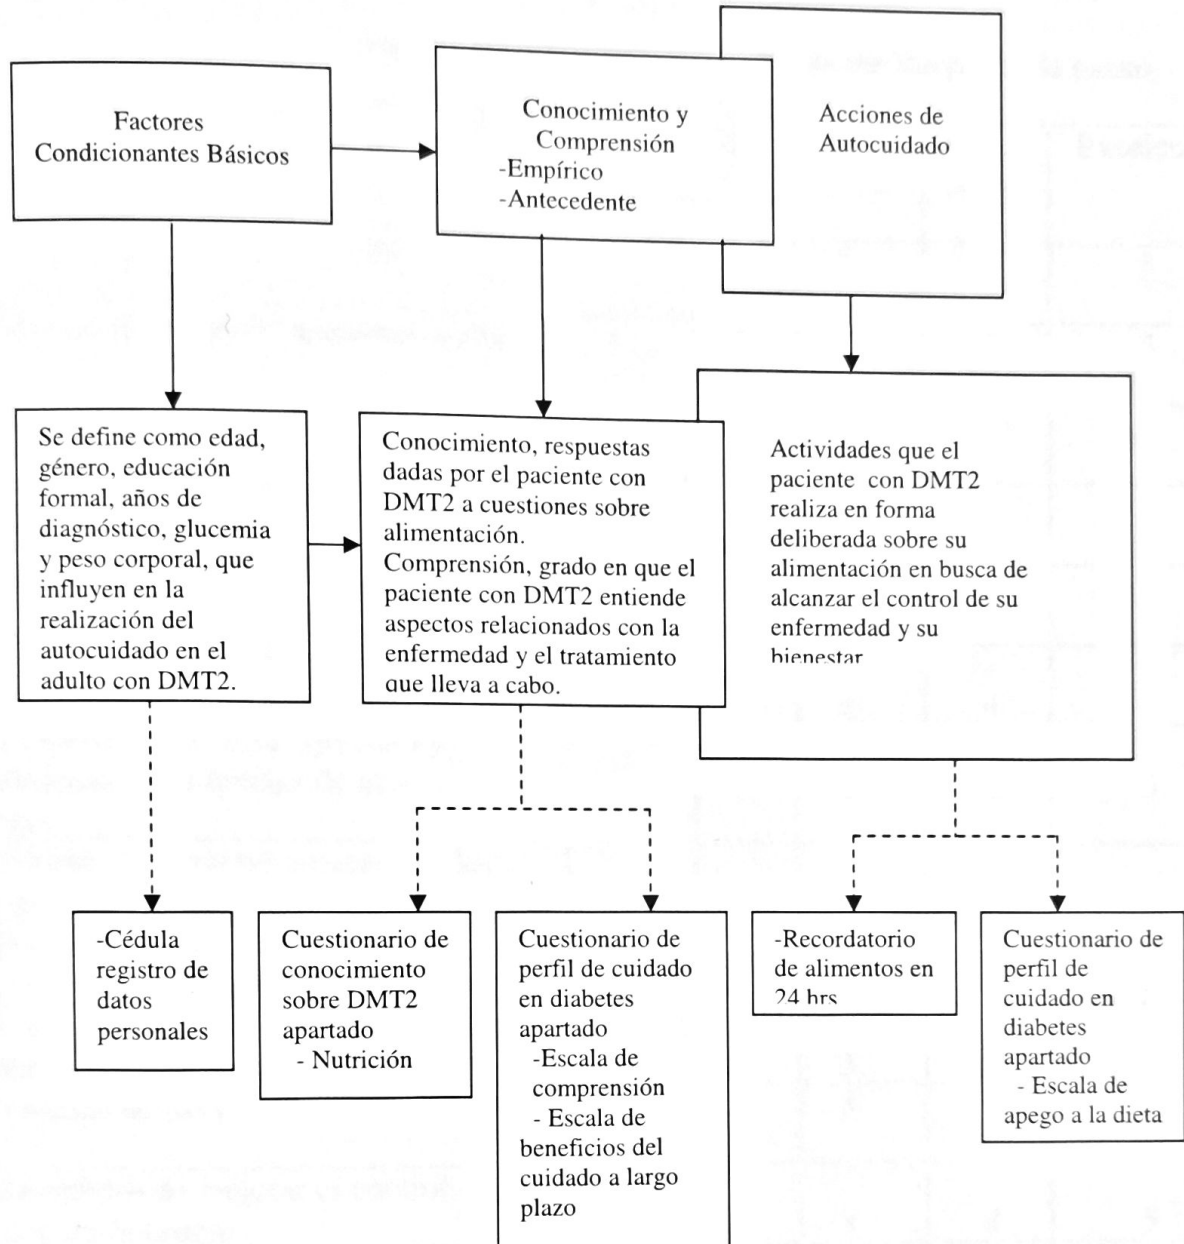 Factores
Condicionantes Básicos
Conocimiento y
Comprensión
-Empírico
-Antecedente
Acciones de
Autocuidado
Se define como edad,
género, educación
formal, años de
diagnóstico, glucemia
y peso corporal, que
influyen en la
realización del
autocuidado en el
adulto con DMT2.
Conocimiento, respuestas
dadas por el paciente con
DMT2 a cuestiones sobre
alimentación.
Comprensión, grado en que el
paciente con DMT2 entiende
aspectos relacionados con la
enfermedad y el tratamiento
que lleva a cabo.
Actividades que el
paciente con DMT2
realiza en forma
deliberada sobre su
alimentación en busca de
alcanzar el control de su
enfermedad y su
bienestar
-Cédula
registro de
datos
personales
Cuestionario de
conocimiento
sobre DMT2
apartado
- Nutrición
Cuestionario de
perfil de cuidado
en diabetes
apartado
-Escala de
comprensión
- Escala de
beneficios del
cuidado a largo
plazo
-Recordatorio
de alimentos en
24 hrs
Cuestionario de
perfil de
cuidado en
diabetes
apartado
- Escala de
apego a la dieta